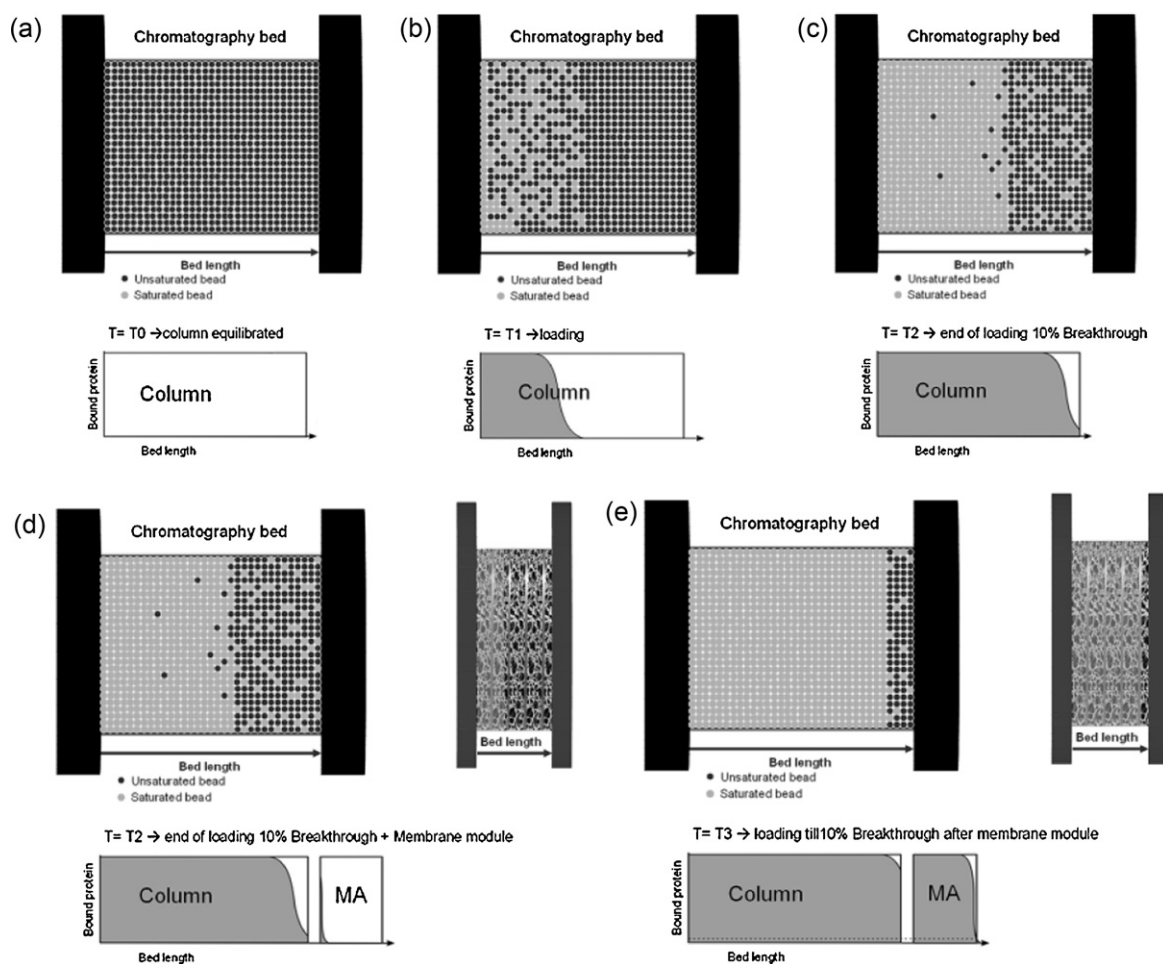 (a)
Chromatography bed
Bed length
Unsaturated bead
Saturated bead
T= T0 →column equilibrated
Bound protein
Column
Bed length
(b)
Chromatography bed
Bed length
Unsaturated bead
Saturated bead
T= T1 →loading
Bound protein
Column
Bed length
(c)
Chromatography bed
Bed length
Unsaturated bead
Saturated bead
T= T2 → end of loading 10% Breakthrough
Bound protein
Column
Bed length
(d)
Chromatography bed
Bed length
Unsaturated bead
Saturated bead
Bed length
T= T2 → end of loading 10% Breakthrough + Membrane module
Bound protein
Column
MA
Bed length
(e)
Chromatography bed
Bed length
Unsaturated bead
Saturated bead
Bed length
T= T3 → loading till10% Breakthrough after membrane module
Bound protein
Column
MA
Bed length